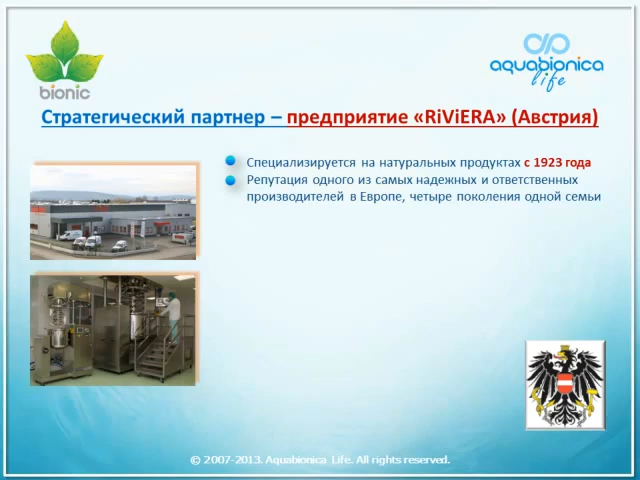 bionic
aquabionica
life
Стратегический партнер – предприятие «RiViERA» (Австрия)
Специализируется на натуральных продуктах с 1923 года
Репутация одного из самых надежных и ответственных
производителей в Европе, четыре поколения одной семьи
© 2007-2013. Aquabionica Life. All rights reserved.